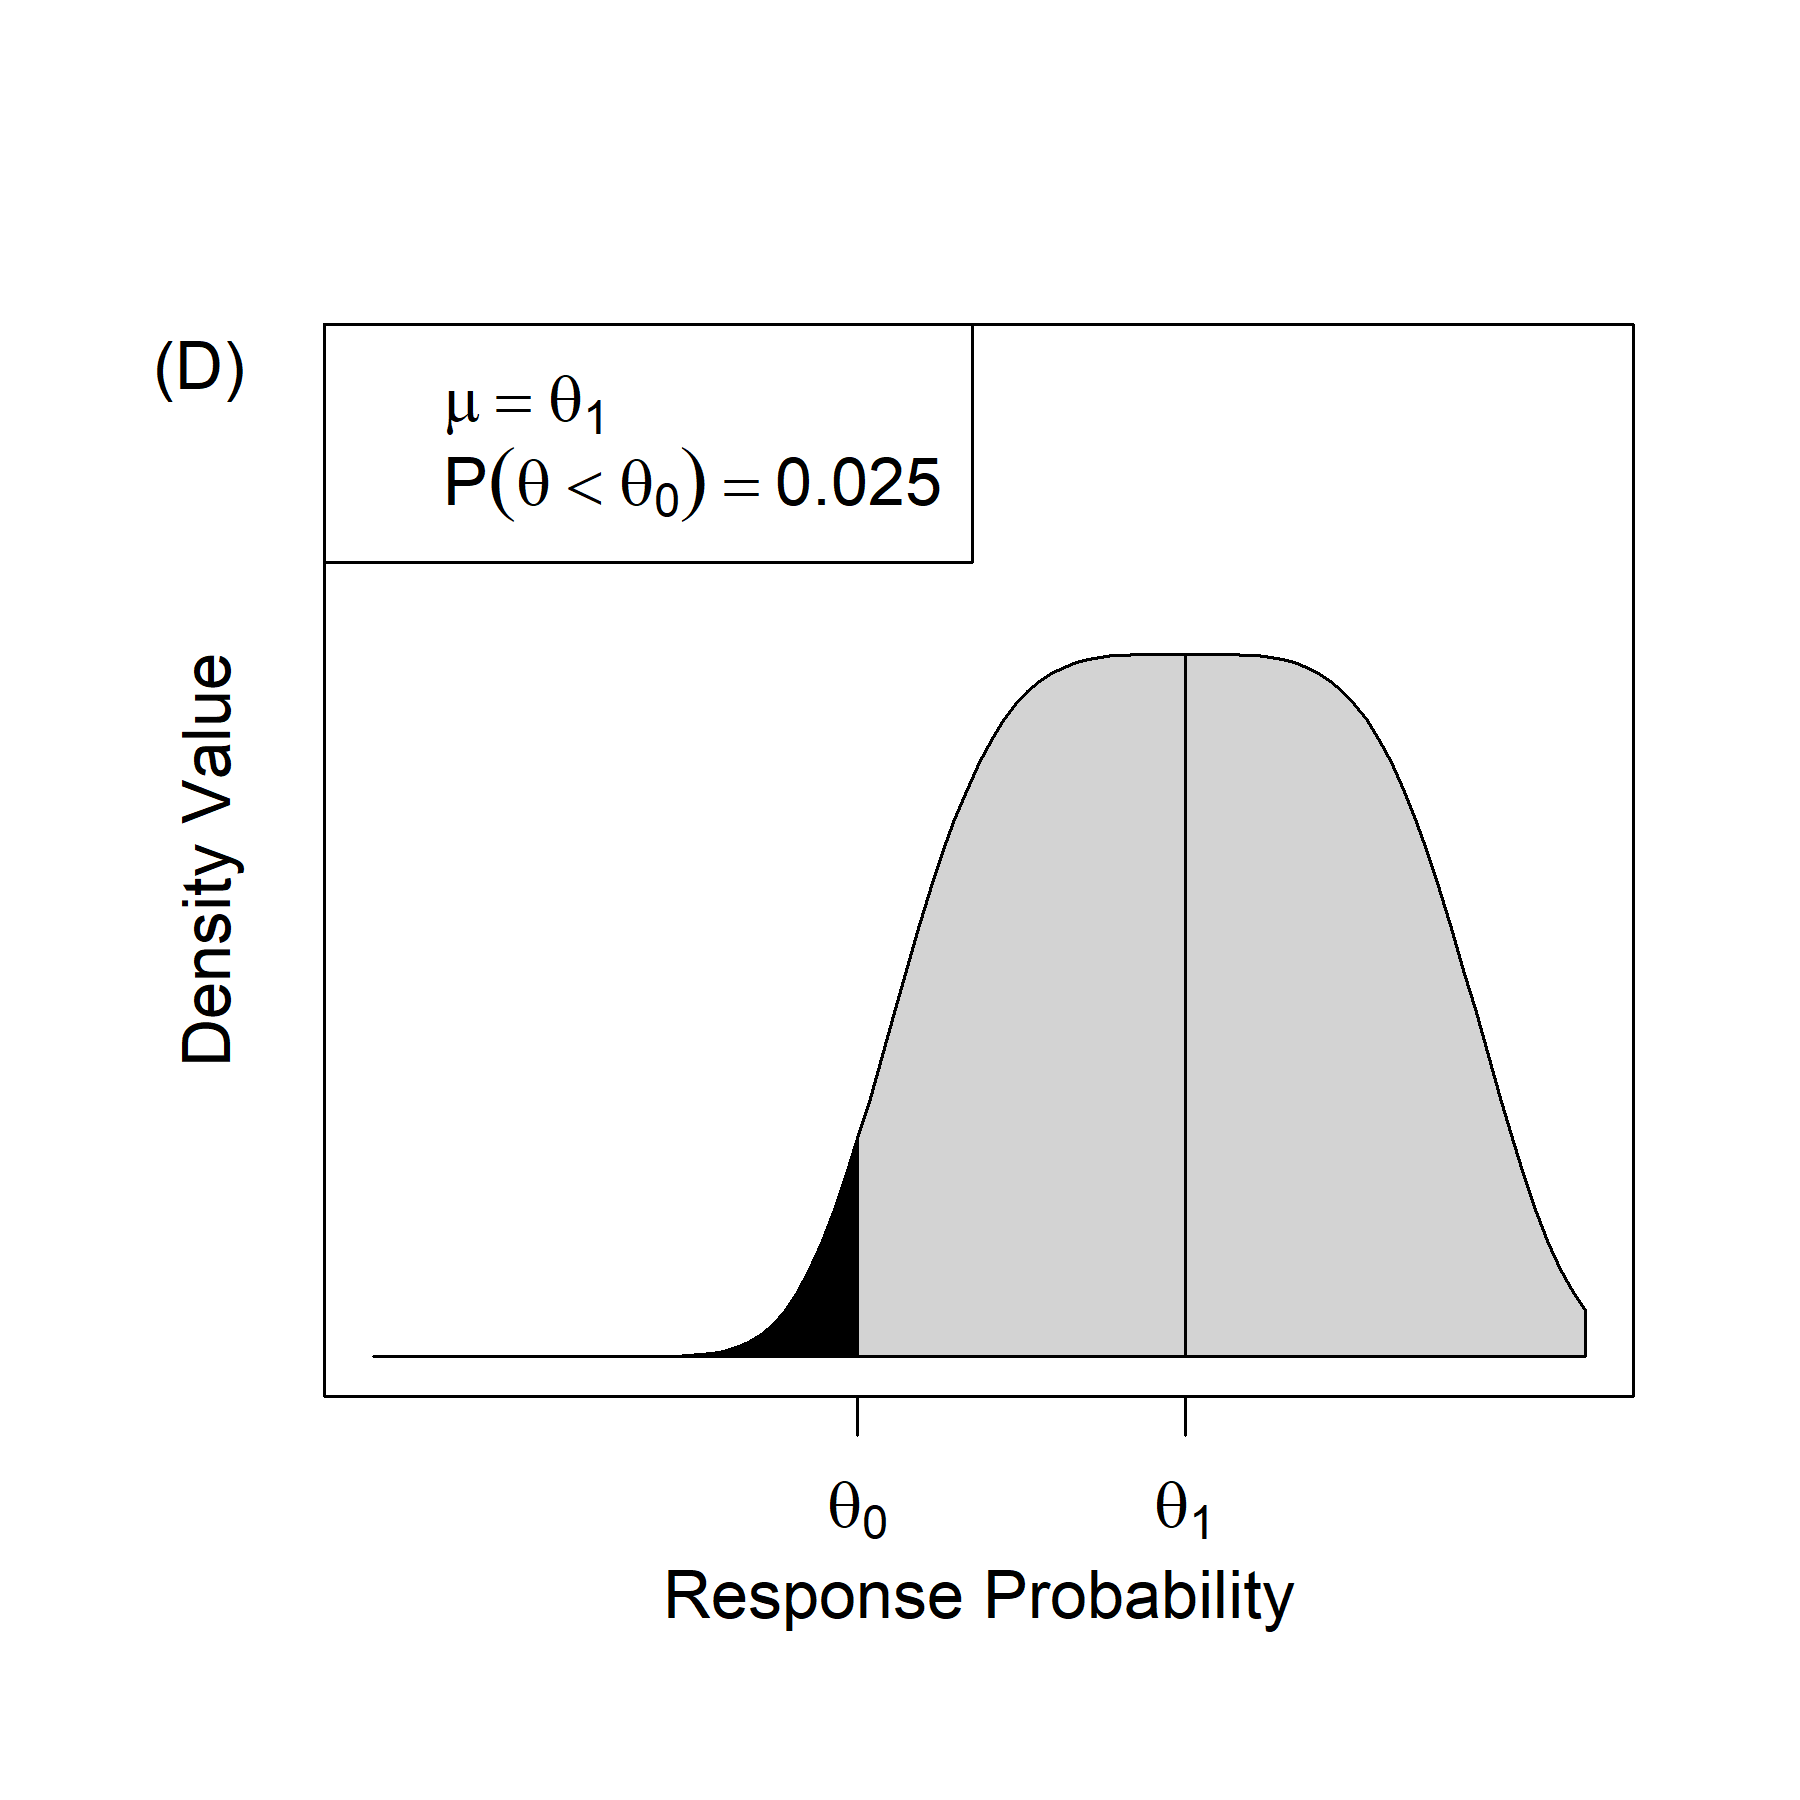 (D)
μ = θ₁
P(θ < θ₀) = 0.025
Density Value
θ₀
θ₁
Response Probability